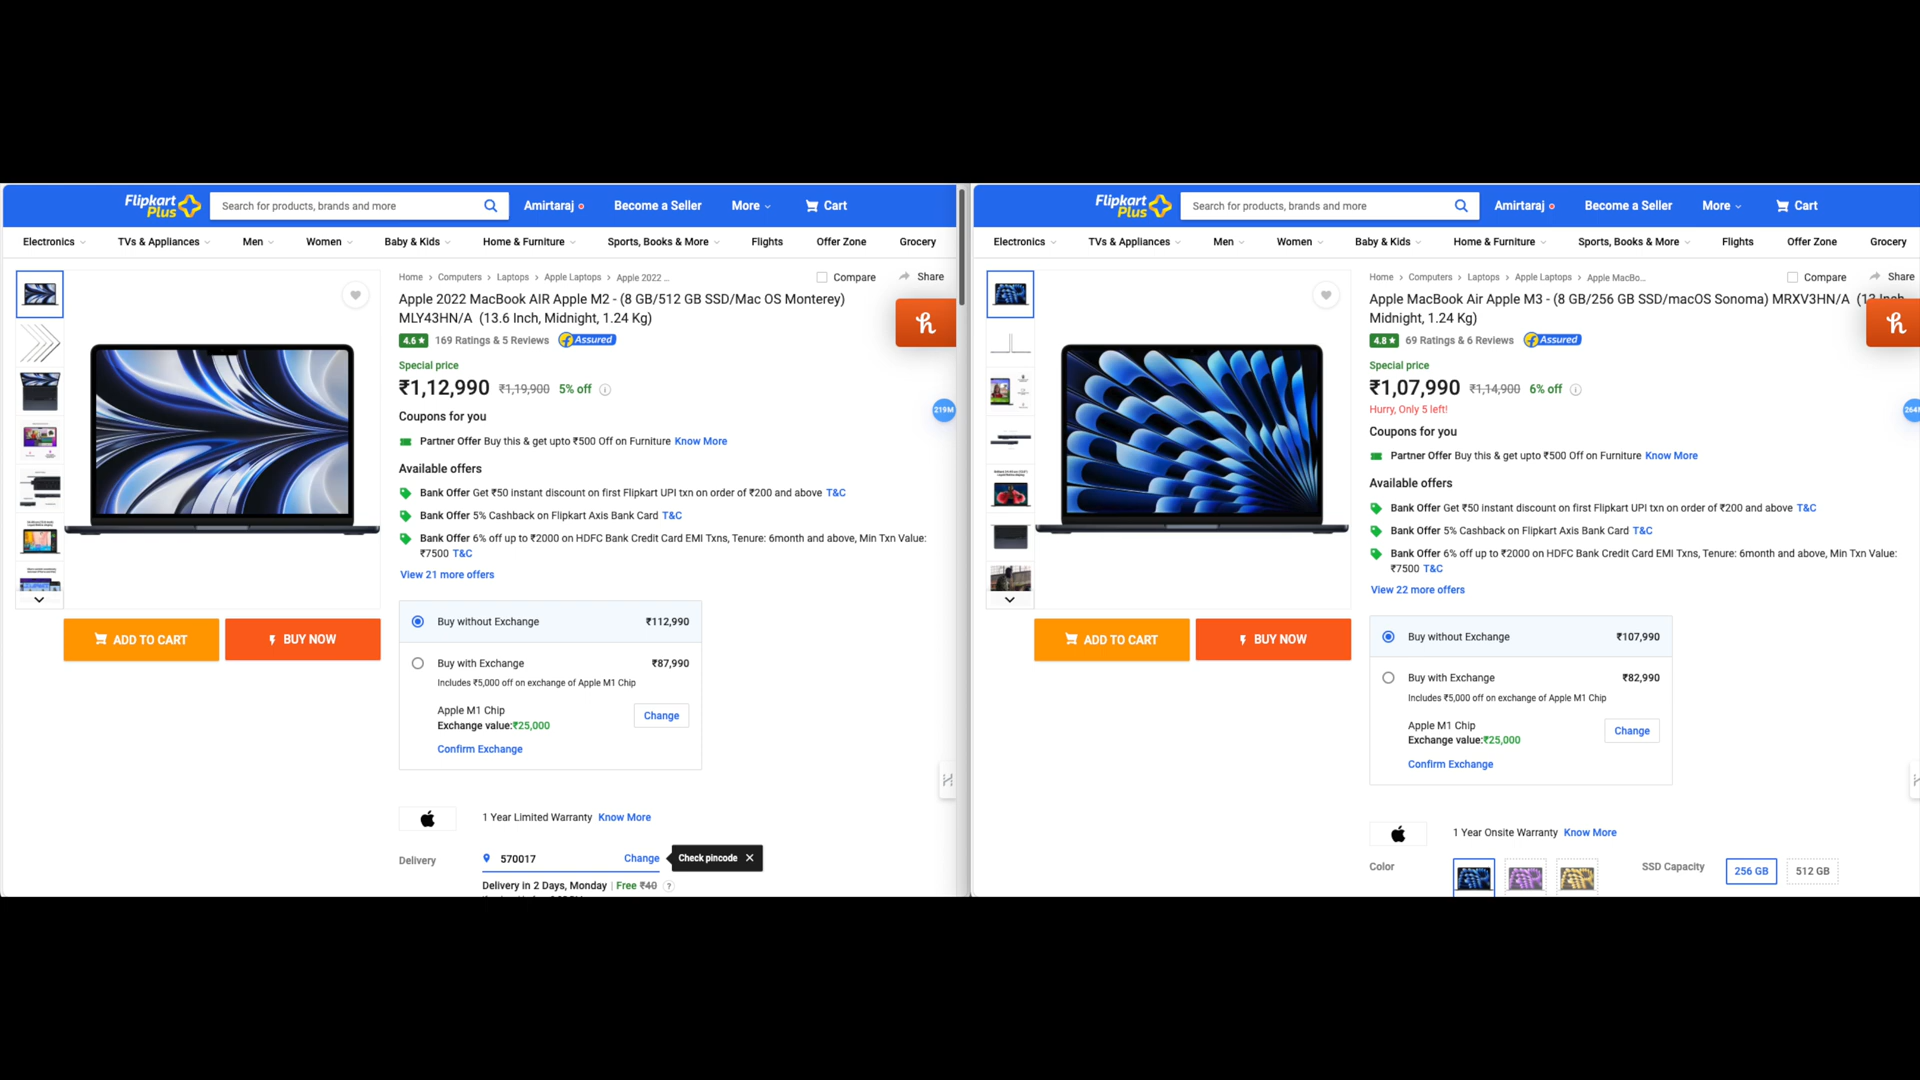 Flipkart
Plus
Search for products, brands and more
Amirtaraj
Become a Seller
More
Cart
Electronics
TVs & Appliances
Men
Women
Baby & Kids
Home & Furniture
Sports, Books & More
Flights
Offer Zone
Grocery
Home > Computers > Laptops > Apple Laptops > Apple 2022 ...
Compare
Share
Apple 2022 MacBook AIR Apple M2 - (8 GB/512 GB SSD/Mac OS Monterey)
MLY43HN/A (13.6 Inch, Midnight, 1.24 Kg)
4.6★ 169 Ratings & 5 Reviews Assured
Special price
₹1,12,990 ₹1,19,900 5% off
Coupons for you
Partner Offer Buy this & get upto ₹500 Off on Furniture Know More
Available offers
Bank Offer Get ₹50 instant discount on first Flipkart UPI txn on order of ₹200 and above T&C
Bank Offer 5% Cashback on Flipkart Axis Bank Card T&C
Bank Offer 6% off up to ₹2000 on HDFC Bank Credit Card EMI Txns, Tenure: 6month and above, Min Txn Value:
₹7500 T&C
View 21 more offers
219M
ADD TO CART
BUY NOW
Buy without Exchange ₹112,990
Buy with Exchange ₹87,990
Includes ₹5,000 off on exchange of Apple M1 Chip
Apple M1 Chip
Exchange value:₹25,000
Change
Confirm Exchange
1 Year Limited Warranty Know More
Delivery
570017
Change
Check pincode
Delivery in 2 Days, Monday | Free ₹40 ?
Flipkart
Plus
Search for products, brands and more
Amirtaraj
Become a Seller
More
Cart
Electronics
TVs & Appliances
Men
Women
Baby & Kids
Home & Furniture
Sports, Books & More
Flights
Offer Zone
Grocery
Home > Computers > Laptops > Apple Laptops > Apple MacBo...
Compare
Share
Apple MacBook Air Apple M3 - (8 GB/256 GB SSD/macOS Sonoma) MRXV3HN/A (13 Inch,
Midnight, 1.24 Kg)
4.8★ 69 Ratings & 6 Reviews Assured
Special price
₹1,07,990 ₹1,14,900 6% off
Hurry, Only 5 left!
Coupons for you
Partner Offer Buy this & get upto ₹500 Off on Furniture Know More
Available offers
Bank Offer Get ₹50 instant discount on first Flipkart UPI txn on order of ₹200 and above T&C
Bank Offer 5% Cashback on Flipkart Axis Bank Card T&C
Bank Offer 6% off up to ₹2000 on HDFC Bank Credit Card EMI Txns, Tenure: 6month and above, Min Txn Value:
₹7500 T&C
View 22 more offers
ADD TO CART
BUY NOW
Buy without Exchange ₹107,990
Buy with Exchange ₹82,990
Includes ₹5,000 off on exchange of Apple M1 Chip
Apple M1 Chip
Exchange value:₹25,000
Change
Confirm Exchange
1 Year Onsite Warranty Know More
Color
SSD Capacity
256 GB
512 GB